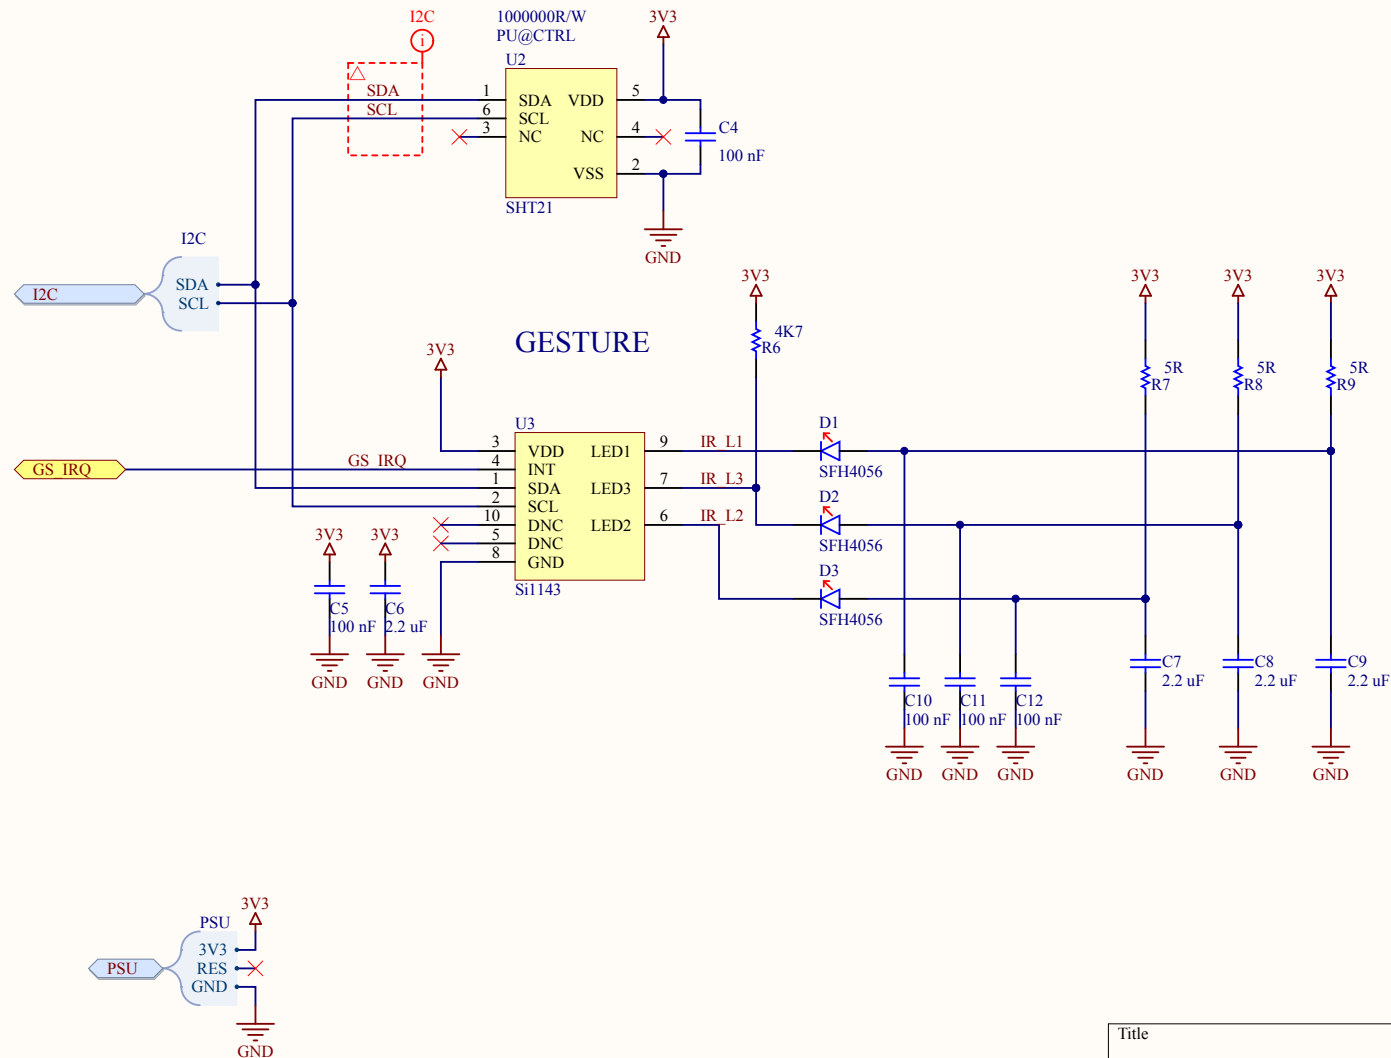 I2C
1000000R/W
PU@CTRL
3V3
U2
SDA
SCL
1
6
3
SDA
SCL
NC
VDD
NC
VSS
5
4
2
C4
100 nF
SHT21
GND
I2C
I2C
SDA
SCL
GESTURE
3V3
3V3
4K7
R6
3V3
3V3
3V3
5R
R7
5R
R8
5R
R9
U3
GS_IRQ
GS_IRQ
3
4
1
2
10
5
8
VDD
INT
SDA
SCL
DNC
DNC
GND
LED1
LED3
LED2
9
7
6
IR_L1
IR_L3
IR_L2
Si1143
D1
SFH4056
D2
SFH4056
D3
SFH4056
3V3
3V3
C5
100 nF
C6
2.2 uF
GND
GND
GND
C10
100 nF
C11
100 nF
C12
100 nF
C7
2.2 uF
C8
2.2 uF
C9
2.2 uF
GND
GND
GND
GND
GND
GND
3V3
PSU
PSU
3V3
RES
GND
GND
Title